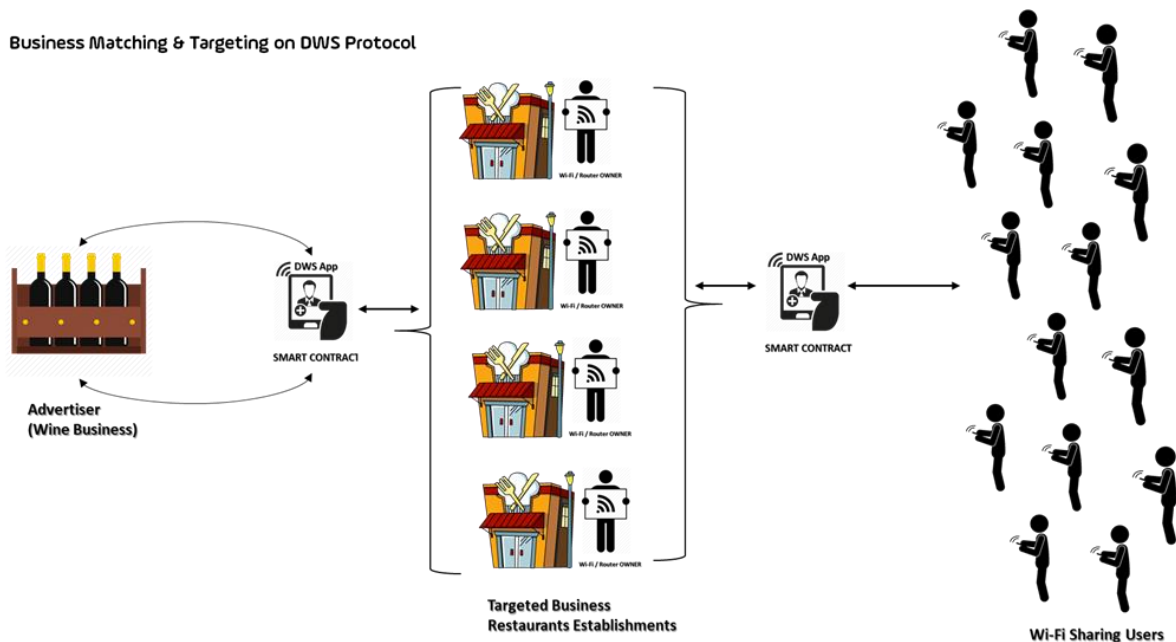 Business Matching & Targeting on DWS Protocol
Wi-Fi / Router OWNER
Wi-Fi / Router OWNER
DWS App
SMART CONTRACT
DWS App
SMART CONTRACT
Advertiser
(Wine Business)
Wi-Fi / Router OWNER
Wi-Fi / Router OWNER
Targeted Business
Restaurants Establishments
Wi-Fi Sharing Users